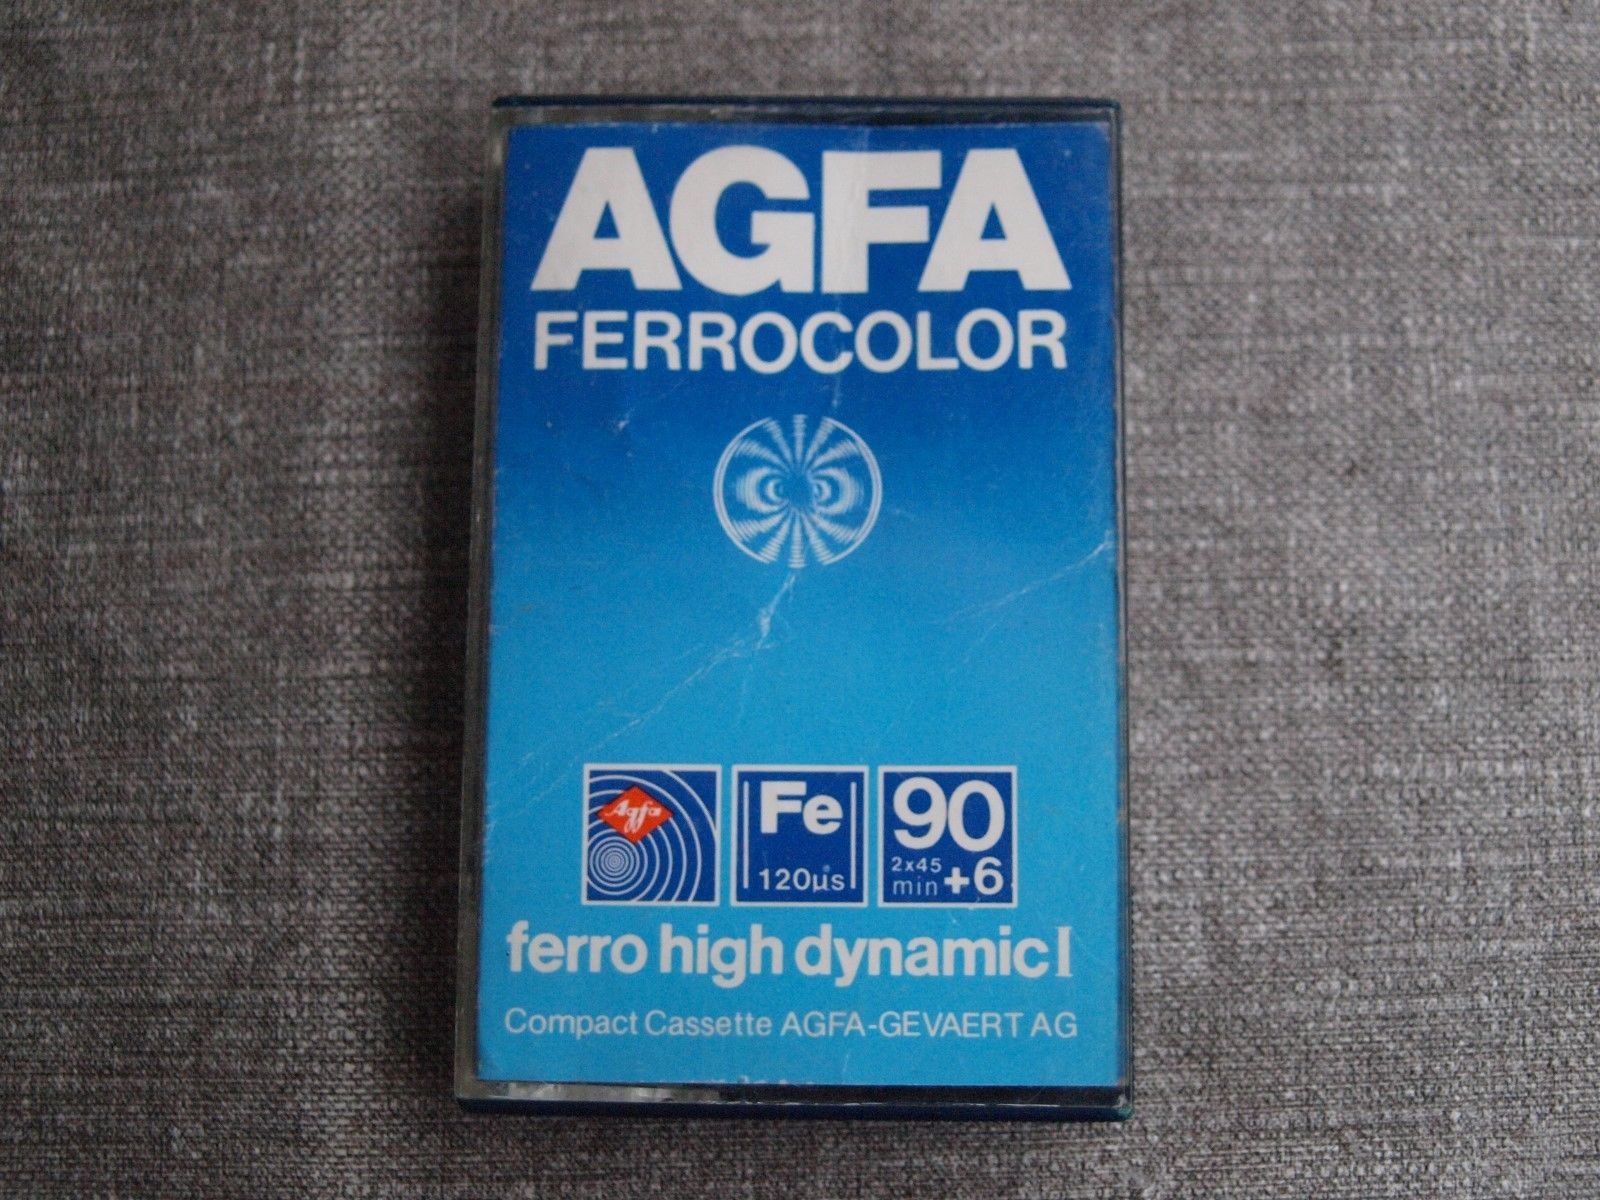 AGFA
FERROCOLOR
Agfa
Fe
120µs
90
2x45
min +6
ferro high dynamic I
Compact Cassette AGFA-GEVAERT AG